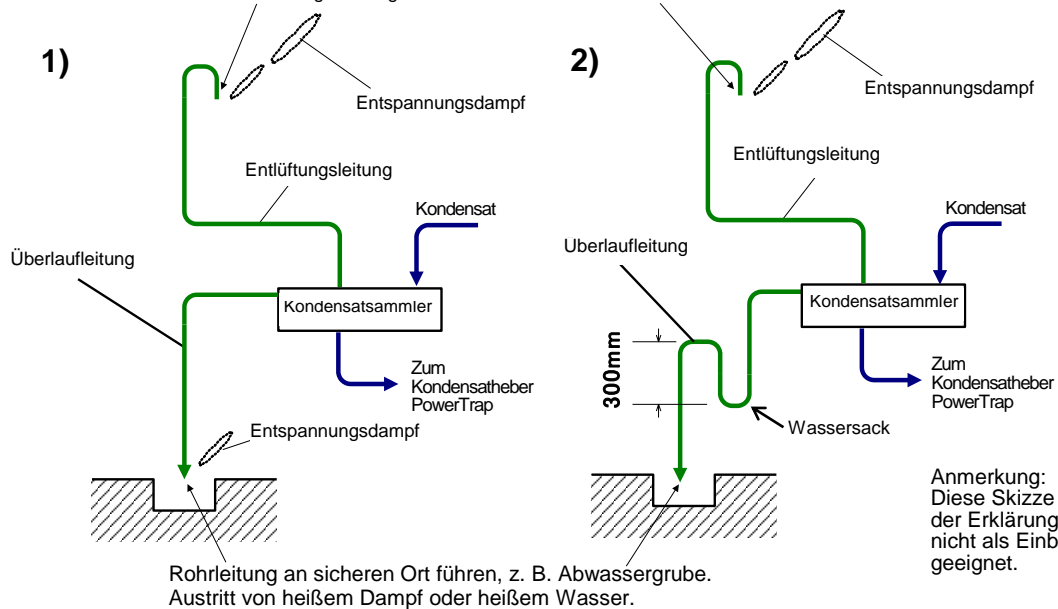 1)
Entspannungsdampf
Entlüftungsleitung
Kondensat
Überlaufleitung
Kondensatsammler
Zum
Kondensatheber
PowerTrap
Entspannungsdampf
2)
Entspannungsdampf
Entlüftungsleitung
Kondensat
Überlaufleitung
Kondensatsammler
300mm
Zum
Kondensatheber
PowerTrap
Wassersack
Anmerkung:
Diese Skizze
der Erklärung
nicht als Einb
geeignet.
Rohrleitung an sicheren Ort führen, z. B. Abwassergrube.
Austritt von heißem Dampf oder heißem Wasser.